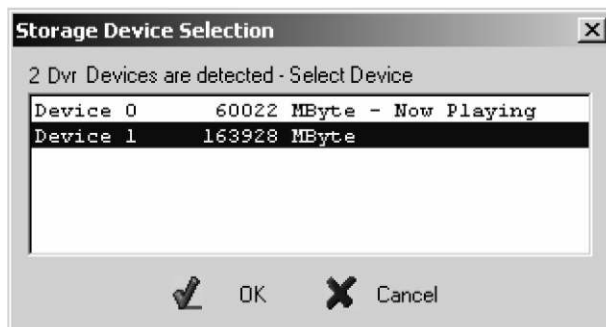 Storage Device Selection
2 Dvr Devices are detected - Select Device
Device 0 60022 MByte - Now Playing
Device 1 163928 MByte
OK Cancel